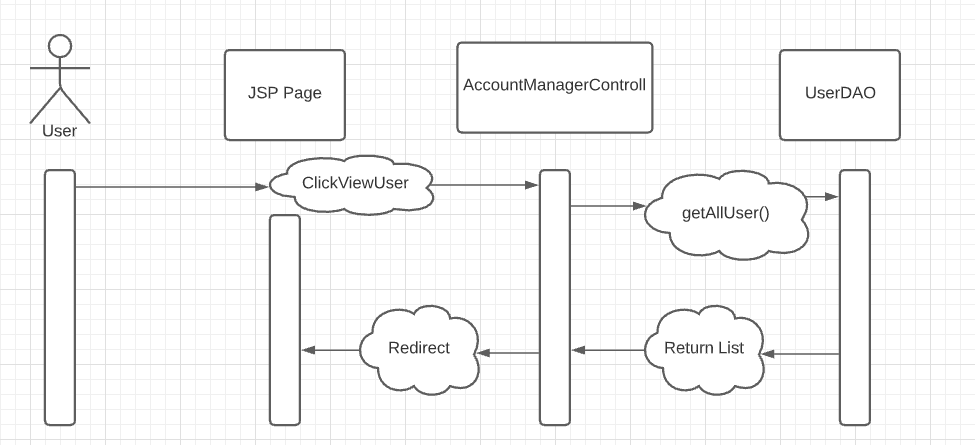 User
JSP Page
AccountManagerControll
UserDAO
ClickViewUser
getAllUser()
Redirect
Return List